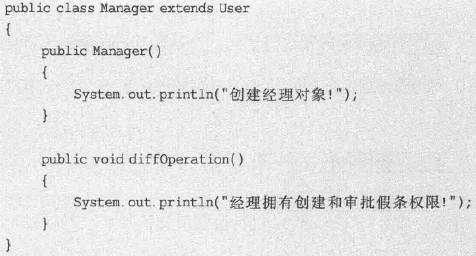 public class Manager extends User
{
    public Manager()
    {
        System.out.println("创建经理对象!");
    }

    public void diffOperation()
    {
        System.out.println("经理拥有创建和审批假条权限!");
    }
}